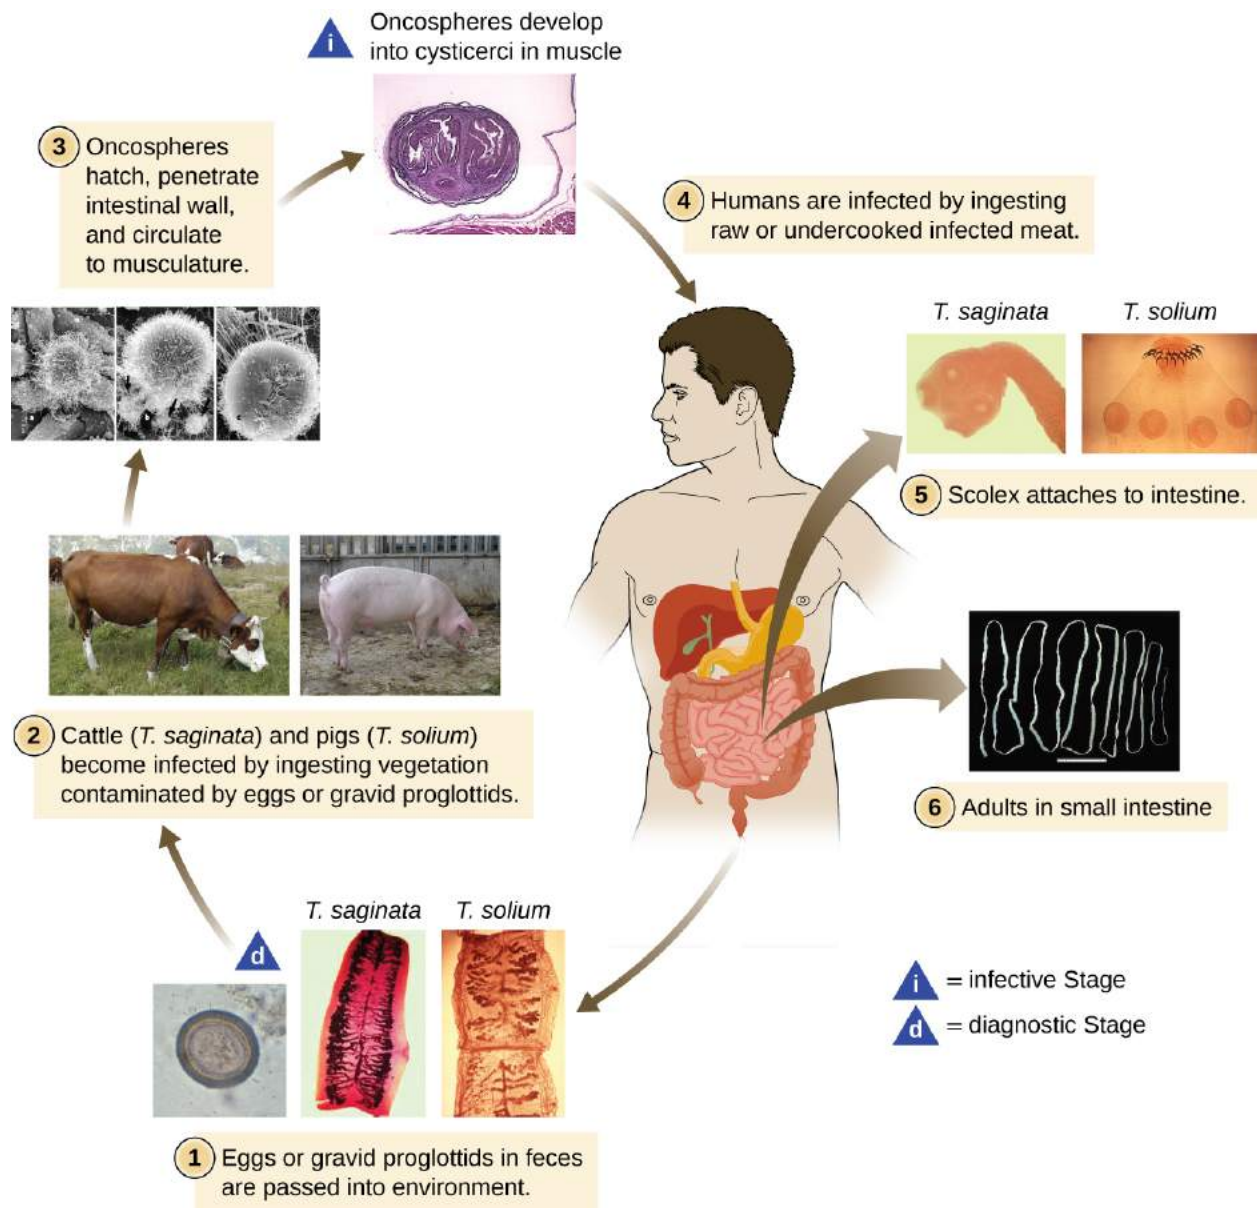 i
Oncospheres develop
into cysticerci in muscle
3
Oncospheres
hatch, penetrate
intestinal wall,
and circulate
to musculature.
4
Humans are infected by ingesting
raw or undercooked infected meat.
T. saginata
T. solium
5
Scolex attaches to intestine.
2
Cattle (T. saginata) and pigs (T. solium)
become infected by ingesting vegetation
contaminated by eggs or gravid proglottids.
6
Adults in small intestine
d
T. saginata
T. solium
i = infective Stage
d = diagnostic Stage
1
Eggs or gravid proglottids in feces
are passed into environment.